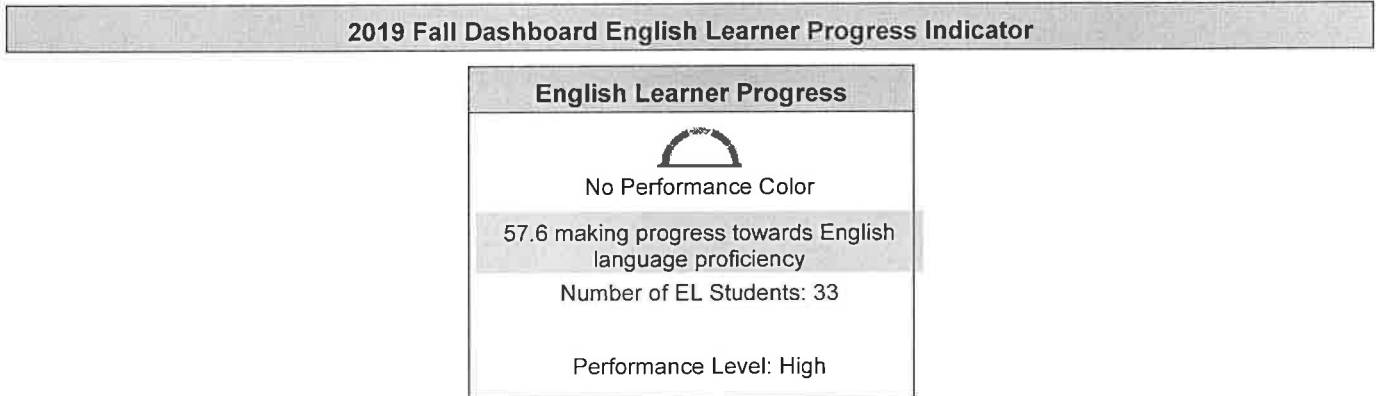 2019 Fall Dashboard English Learner Progress Indicator
English Learner Progress
No Performance Color
57.6 making progress towards English
language proficiency
Number of EL Students: 33
Performance Level: High